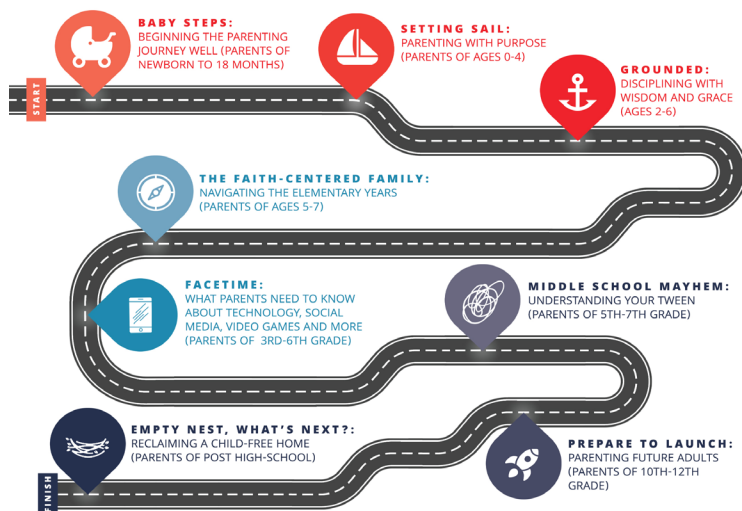 BABY STEPS:
BEGINNING THE PARENTING
JOURNEY WELL (PARENTS OF
NEWBORN TO 18 MONTHS)
SETTING SAIL:
PARENTING WITH PURPOSE
(PARENTS OF AGES 0-4)
GROUNDED:
DISCIPLINING WITH
WISDOM AND GRACE
(AGES 2-6)
START
THE FAITH-CENTERED FAMILY:
NAVIGATING THE ELEMENTARY YEARS
(PARENTS OF AGES 5-7)
FACETIME:
WHAT PARENTS NEED TO KNOW
ABOUT TECHNOLOGY, SOCIAL
MEDIA, VIDEO GAMES AND MORE
(PARENTS OF 3RD-6TH GRADE)
MIDDLE SCHOOL MAYHEM:
UNDERSTANDING YOUR TWEEN
(PARENTS OF 5TH-7TH GRADE)
PREPARE TO LAUNCH:
PARENTING FUTURE ADULTS
(PARENTS OF 10TH-12TH
GRADE)
EMPTY NEST, WHAT'S NEXT?:
RECLAIMING A CHILD-FREE HOME
(PARENTS OF POST HIGH-SCHOOL)
FINISH